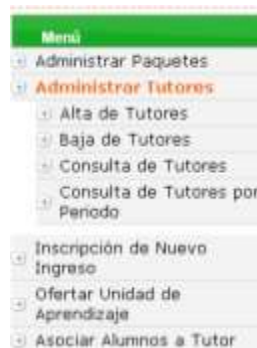 Menú
Administrar Paquetes
Administrar Tutores
Alta de Tutores
Baja de Tutores
Consulta de Tutores
Consulta de Tutores por
Periodo
Inscripción de Nuevo
Ingreso
Ofertar Unidad de
Aprendizaje
Asociar Alumnos a Tutor